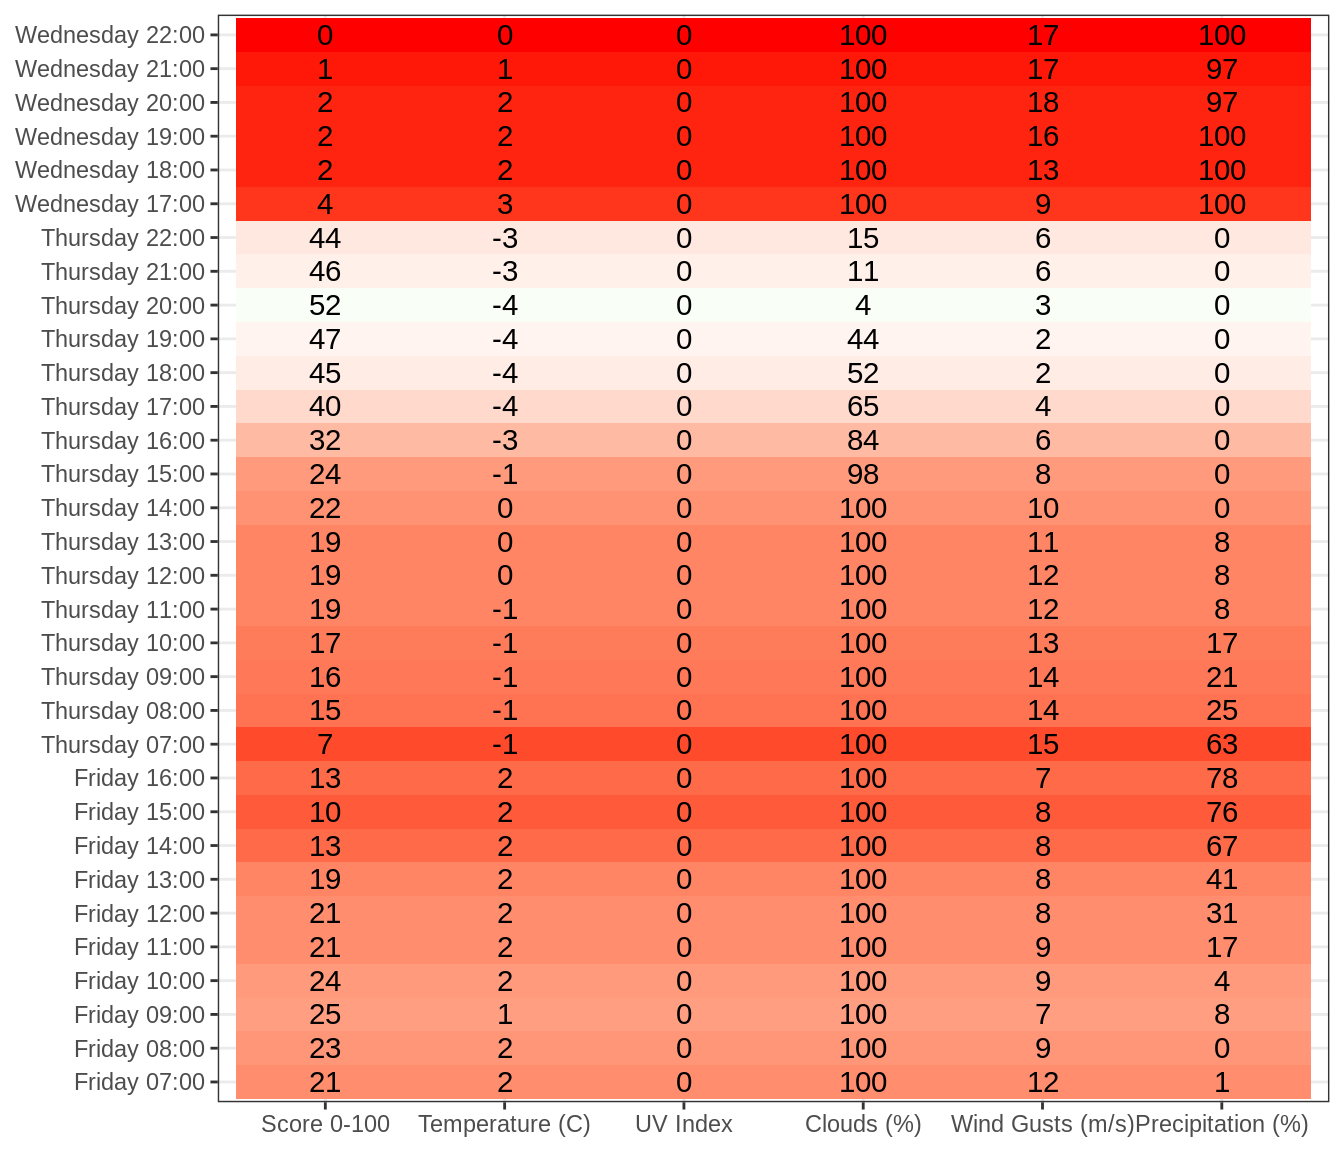 Wednesday 22:00 0 0 0 100 17 100
Wednesday 21:00 1 1 0 100 17 97
Wednesday 20:00 2 2 0 100 18 97
Wednesday 19:00 2 2 0 100 16 100
Wednesday 18:00 2 2 0 100 13 100
Wednesday 17:00 4 3 0 100 9 100
Thursday 22:00 44 -3 0 15 6 0
Thursday 21:00 46 -3 0 11 6 0
Thursday 20:00 52 -4 0 4 3 0
Thursday 19:00 47 -4 0 44 2 0
Thursday 18:00 45 -4 0 52 2 0
Thursday 17:00 40 -4 0 65 4 0
Thursday 16:00 32 -3 0 84 6 0
Thursday 15:00 24 -1 0 98 8 0
Thursday 14:00 22 0 0 100 10 0
Thursday 13:00 19 0 0 100 11 8
Thursday 12:00 19 0 0 100 12 8
Thursday 11:00 19 -1 0 100 12 8
Thursday 10:00 17 -1 0 100 13 17
Thursday 09:00 16 -1 0 100 14 21
Thursday 08:00 15 -1 0 100 14 25
Thursday 07:00 7 -1 0 100 15 63
Friday 16:00 13 2 0 100 7 78
Friday 15:00 10 2 0 100 8 76
Friday 14:00 13 2 0 100 8 67
Friday 13:00 19 2 0 100 8 41
Friday 12:00 21 2 0 100 8 31
Friday 11:00 21 2 0 100 9 17
Friday 10:00 24 2 0 100 9 4
Friday 09:00 25 1 0 100 7 8
Friday 08:00 23 2 0 100 9 0
Friday 07:00 21 2 0 100 12 1
Score 0-100 Temperature (C) UV Index Clouds (%) Wind Gusts (m/s) Precipitation (%)